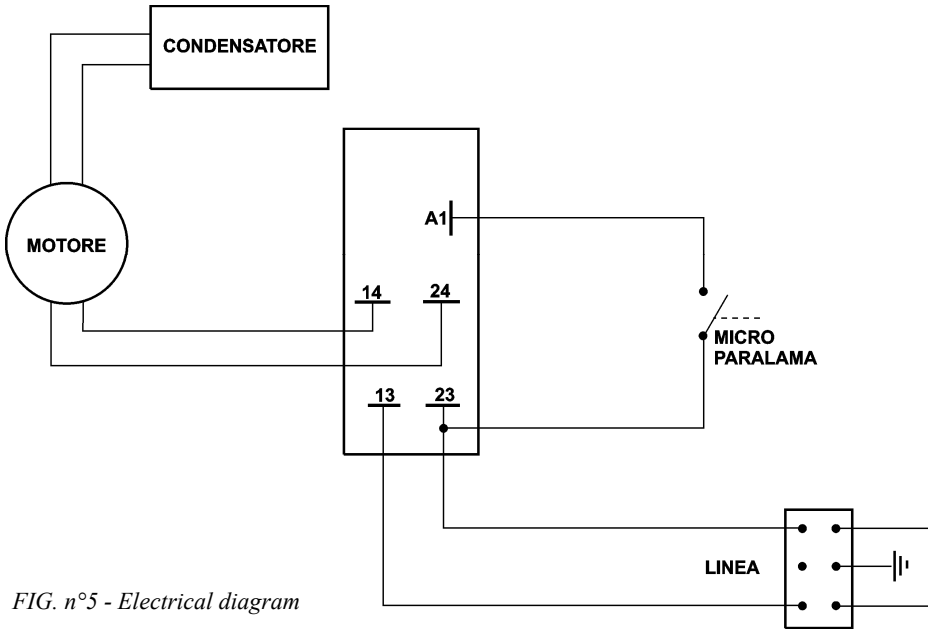 CONDENSATORE
MOTORE
A1
14
24
13
23
MICRO
PARALAMA
LINEA
FIG. n°5 - Electrical diagram